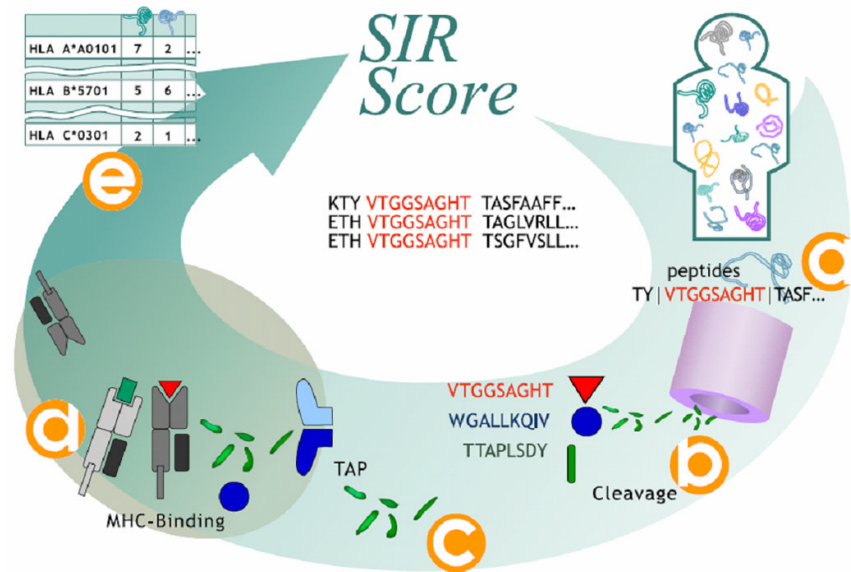 SIR
Score
HLA A*A0101 7 2 ...
HLA B*5701 5 6 ...
HLA C*0301 2 1 ...
e
KTY VTGGSAGHT TASFAAFF...
ETH VTGGSAGHT TAGLVRLL...
ETH VTGGSAGHT TSGFVSLL...
a
peptides
TY|VTGGSAGHT|TASF...
VTGGSAGHT
WGALLKQIV
TTAPLSDY
b
Cleavage
d
TAP
MHC-Binding
c